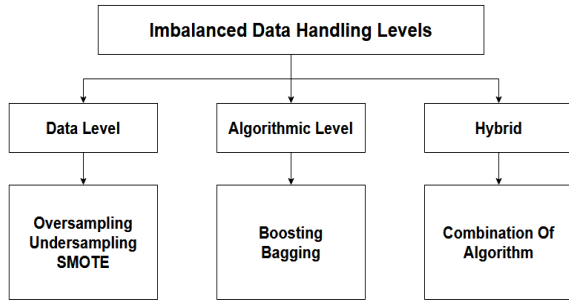 Imbalanced Data Handling Levels
Data Level
Algorithmic Level
Hybrid
Oversampling
Undersampling
SMOTE
Boosting
Bagging
Combination Of
Algorithm